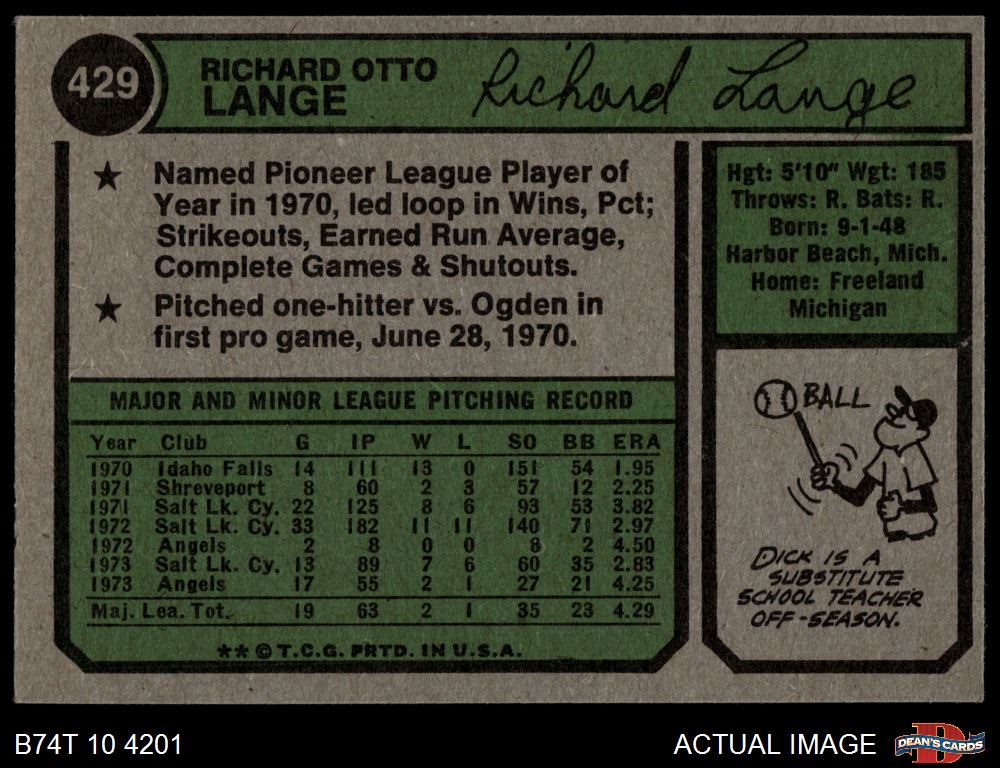 429
RICHARD OTTO
LANGE
Richard Lange
★ Named Pioneer League Player of
Year in 1970, led loop in Wins, Pct;
Strikeouts, Earned Run Average,
Complete Games & Shutouts.
★ Pitched one-hitter vs. Ogden in
first pro game, June 28, 1970.
Hgt: 5'10" Wgt: 185
Throws: R. Bats: R.
Born: 9-1-48
Harbor Beach, Mich.
Home: Freeland
Michigan
MAJOR AND MINOR LEAGUE PITCHING RECORD
Year Club G IP W L SO BB ERA
1970 Idaho Falls 14 111 13 0 151 54 1.95
1971 Shreveport 8 60 2 3 57 12 2.25
1971 Salt Lk. Cy. 22 125 8 6 93 53 3.82
1972 Salt Lk. Cy. 33 182 11 11 140 71 2.97
1972 Angels 2 8 0 0 8 2 4.50
1973 Salt Lk. Cy. 13 89 7 6 60 35 2.83
1973 Angels 17 55 2 1 27 21 4.25
Maj. Lea. Tot. 19 63 2 1 35 23 4.29
** © T.C.G. PRTD. IN U.S.A.
BALL
DICK IS A
SUBSTITUTE
SCHOOL TEACHER
OFF-SEASON.
B74T 10 4201
ACTUAL IMAGE
DEAN'S CARDS